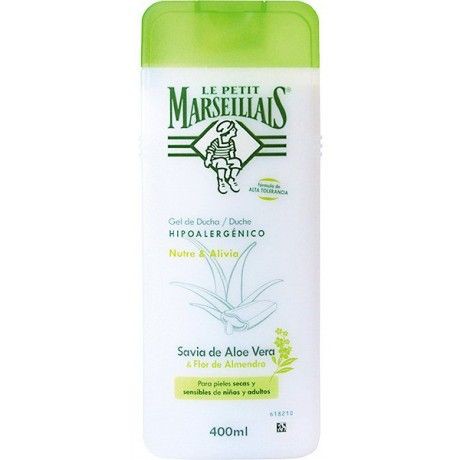 LE PETIT
MARSEILLAIS®
Fórmula de
ALTA TOLERANCIA
Gel de Ducha / Duche
HIPOALERGÉNICO
Nutre & Alivia
Savia de Aloe Vera
& Flor de Almendro
Para pieles secas y
sensibles de niños y adultos
618210
400ml